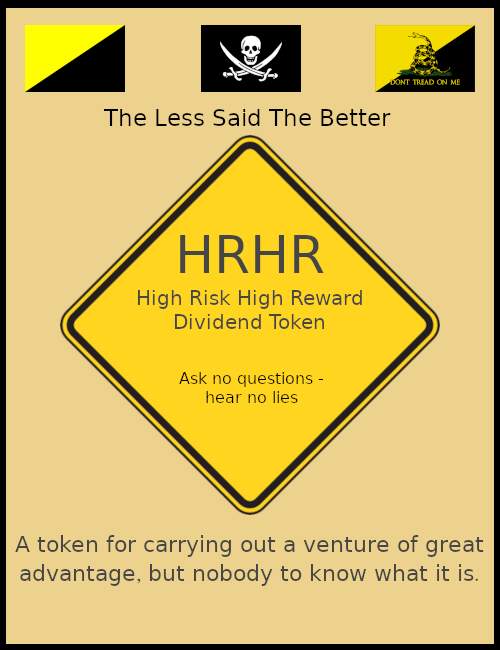 DONT TREAD ON ME
The Less Said The Better
HRHR
High Risk High Reward
Dividend Token
Ask no questions -
hear no lies
A token for carrying out a venture of great
advantage, but nobody to know what it is.